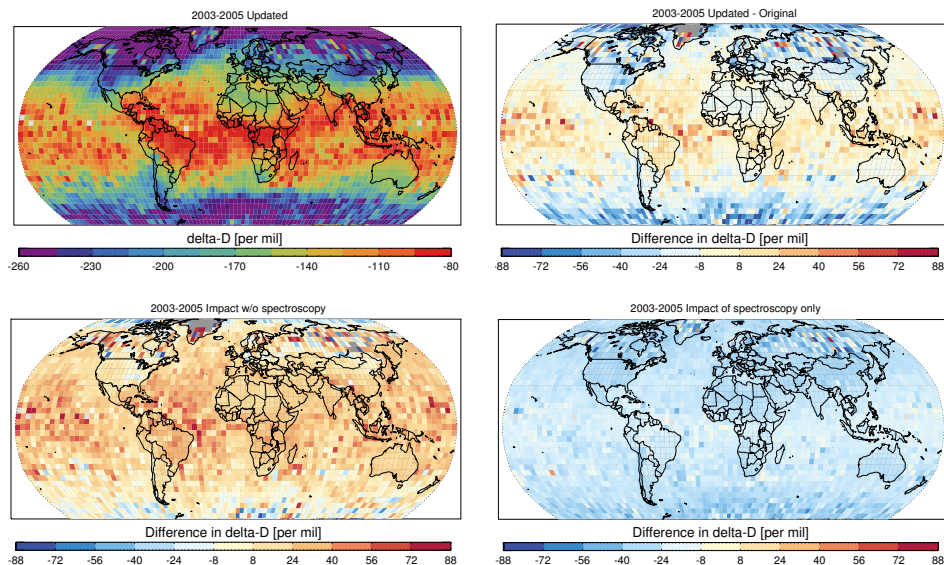 2003-2005 Updated
delta-D [per mil]
-260 -230 -200 -170 -140 -110 -80
2003-2005 Updated - Original
Difference in delta-D [per mil]
-88 -72 -56 -40 -24 -8 8 24 40 56 72 88
2003-2005 Impact w/o spectroscopy
Difference in delta-D [per mil]
-88 -72 -56 -40 -24 -8 8 24 40 56 72 88
2003-2005 Impact of spectroscopy only
Difference in delta-D [per mil]
-88 -72 -56 -40 -24 -8 8 24 40 56 72 88